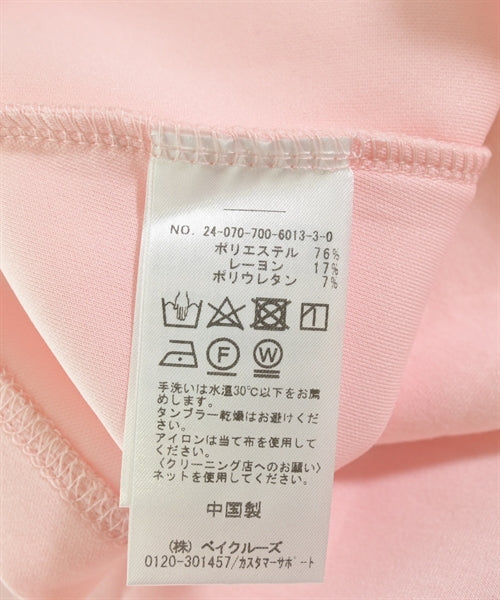 NO. 24-070-700-6013-3-0
ポリエステル 76%
レーヨン 17%
ポリウレタン 7%
F W
手洗いは水温30℃以下をお薦
めします。
タンブラー乾燥はお避けくだ
さい。
アイロンは当て布を使用して
ください。
〈クリーニング店へのお願い〉
ネットを使用してください。
中国製
(株) ベイクルーズ
0120-301457/カスタマーサポート